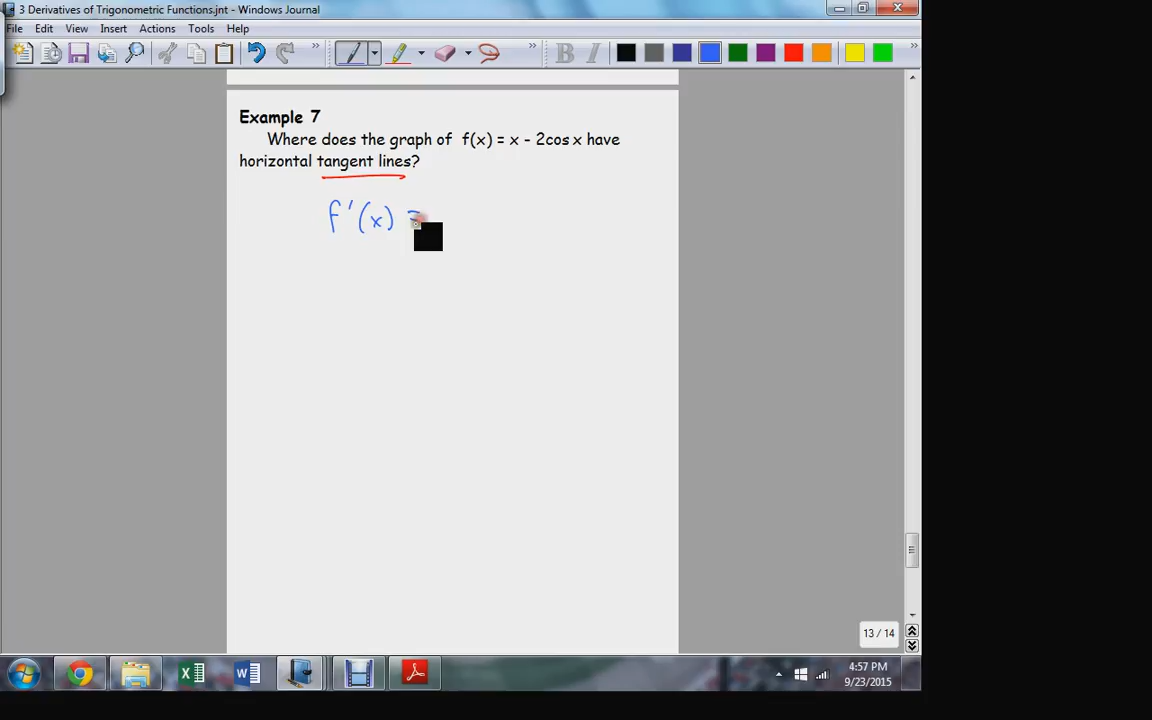 3 Derivatives of Trigonometric Functions.jnt - Windows Journal
File Edit View Insert Actions Tools Help
B I
Example 7
Where does the graph of f(x) = x - 2cos x have
horizontal tangent lines?
f'(x) =
13 / 14
4:57 PM
9/23/2015